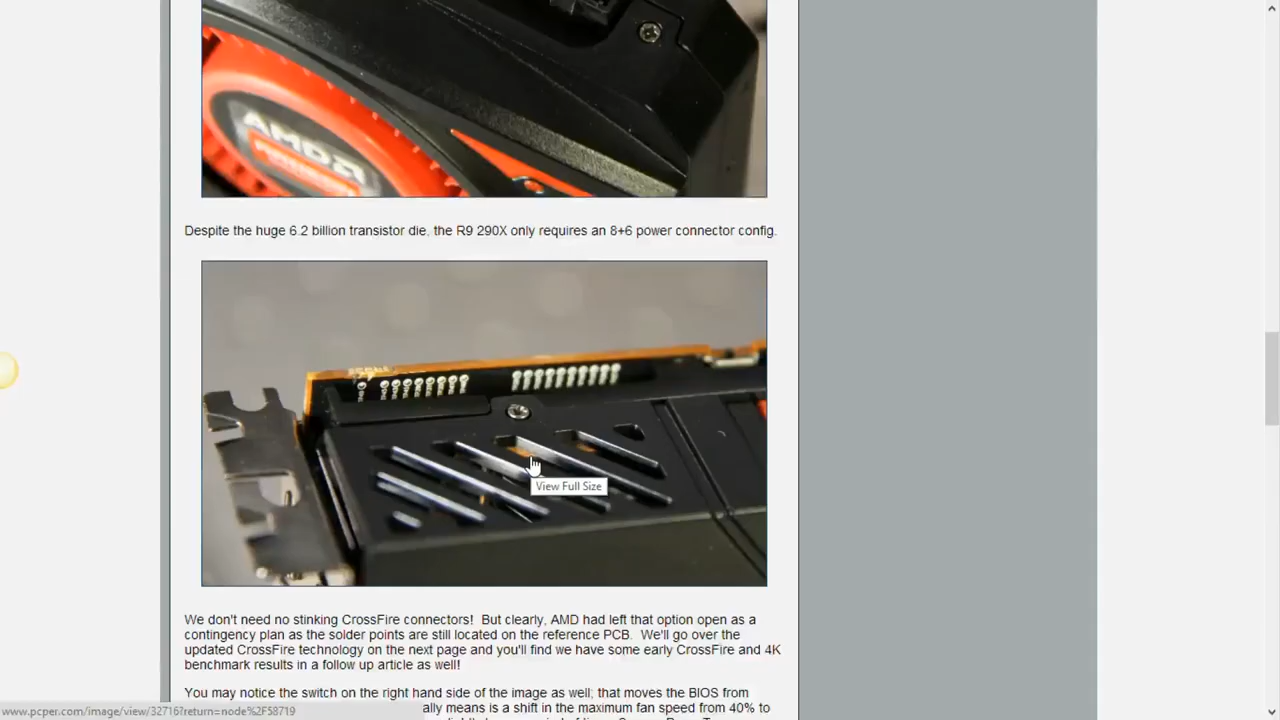 AMD
Despite the huge 6.2 billion transistor die, the R9 290X only requires an 8+6 power connector config.
View Full Size
We don't need no stinking CrossFire connectors!  But clearly, AMD had left that option open as a
contingency plan as the solder points are still located on the reference PCB.  We'll go over the
updated CrossFire technology on the next page and you'll find we have some early CrossFire and 4K
benchmark results in a follow up article as well!
You may notice the switch on the right hand side of the image as well; that moves the BIOS from
ally means is a shift in the maximum fan speed from 40% to
www.pcper.com/image/view/32716?return=node%2F58719